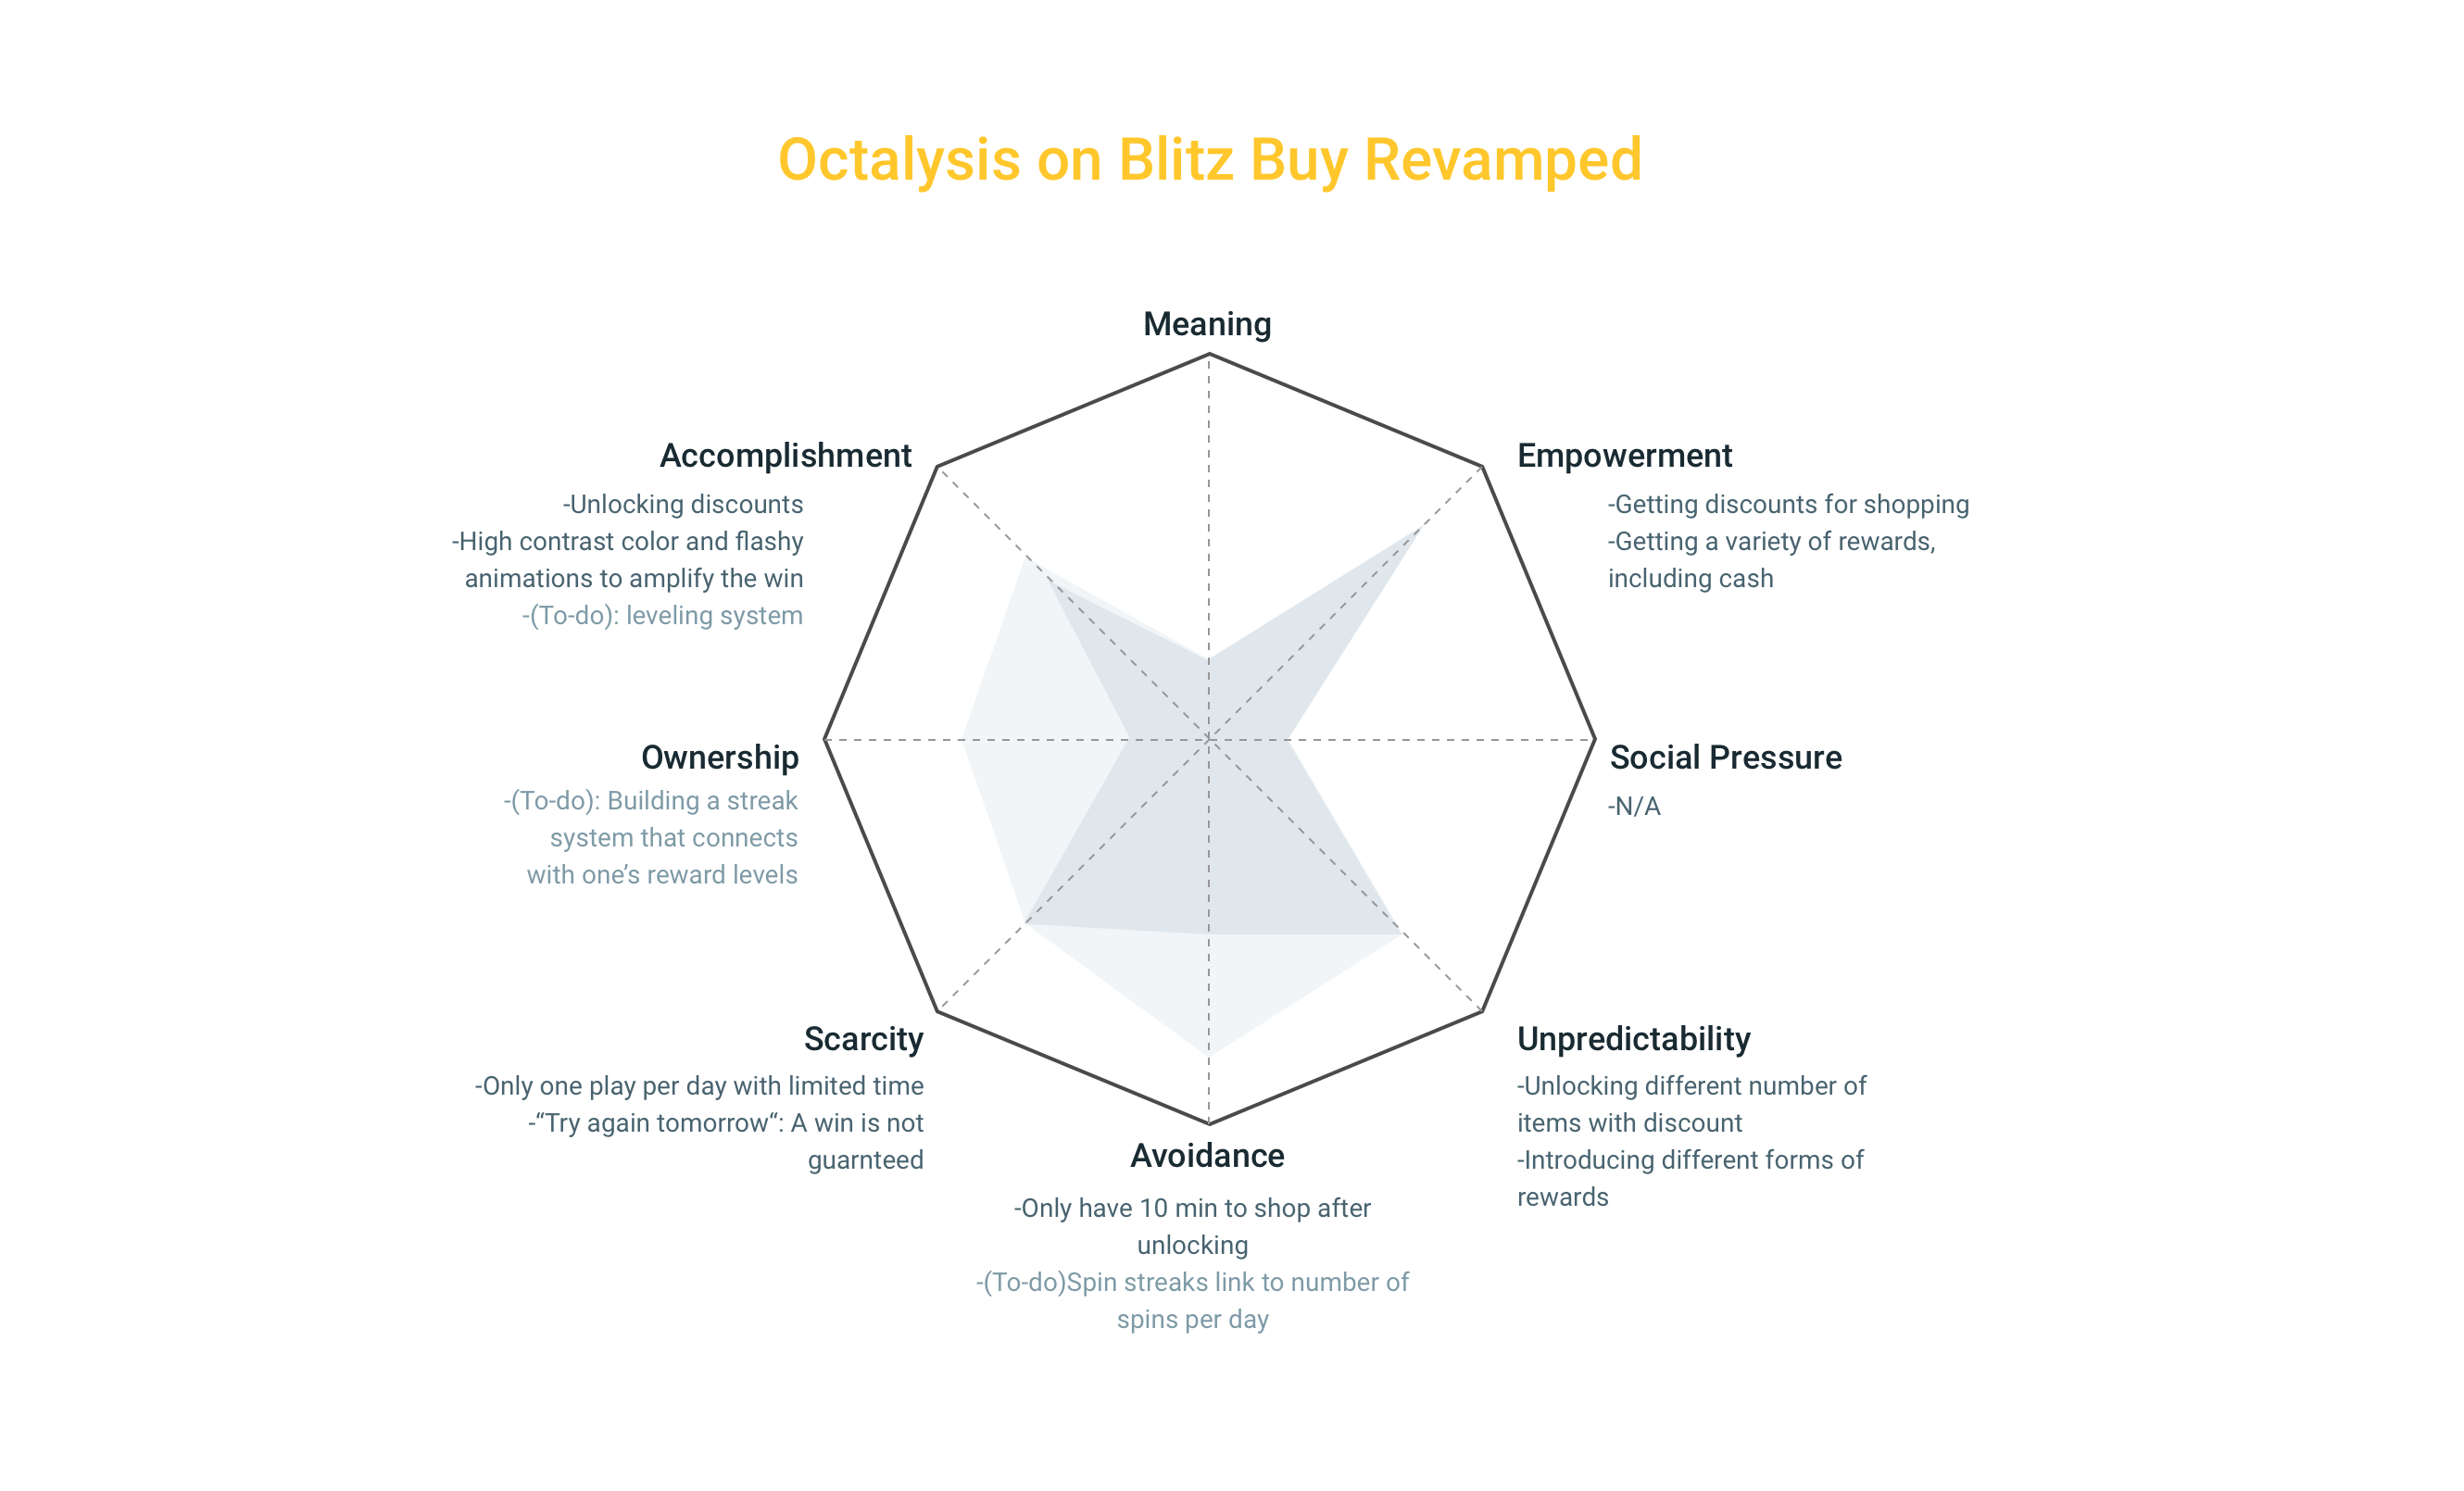 Octalysis on Blitz Buy Revamped
Meaning
Accomplishment
-Unlocking discounts
-High contrast color and flashy
animations to amplify the win
-(To-do): leveling system
Empowerment
-Getting discounts for shopping
-Getting a variety of rewards,
including cash
Ownership
-(To-do): Building a streak
system that connects
with one’s reward levels
Social Pressure
-N/A
Scarcity
-Only one play per day with limited time
-“Try again tomorrow“: A win is not
guarnteed
Avoidance
-Only have 10 min to shop after
unlocking
-(To-do)Spin streaks link to number of
spins per day
Unpredictability
-Unlocking different number of
items with discount
-Introducing different forms of
rewards